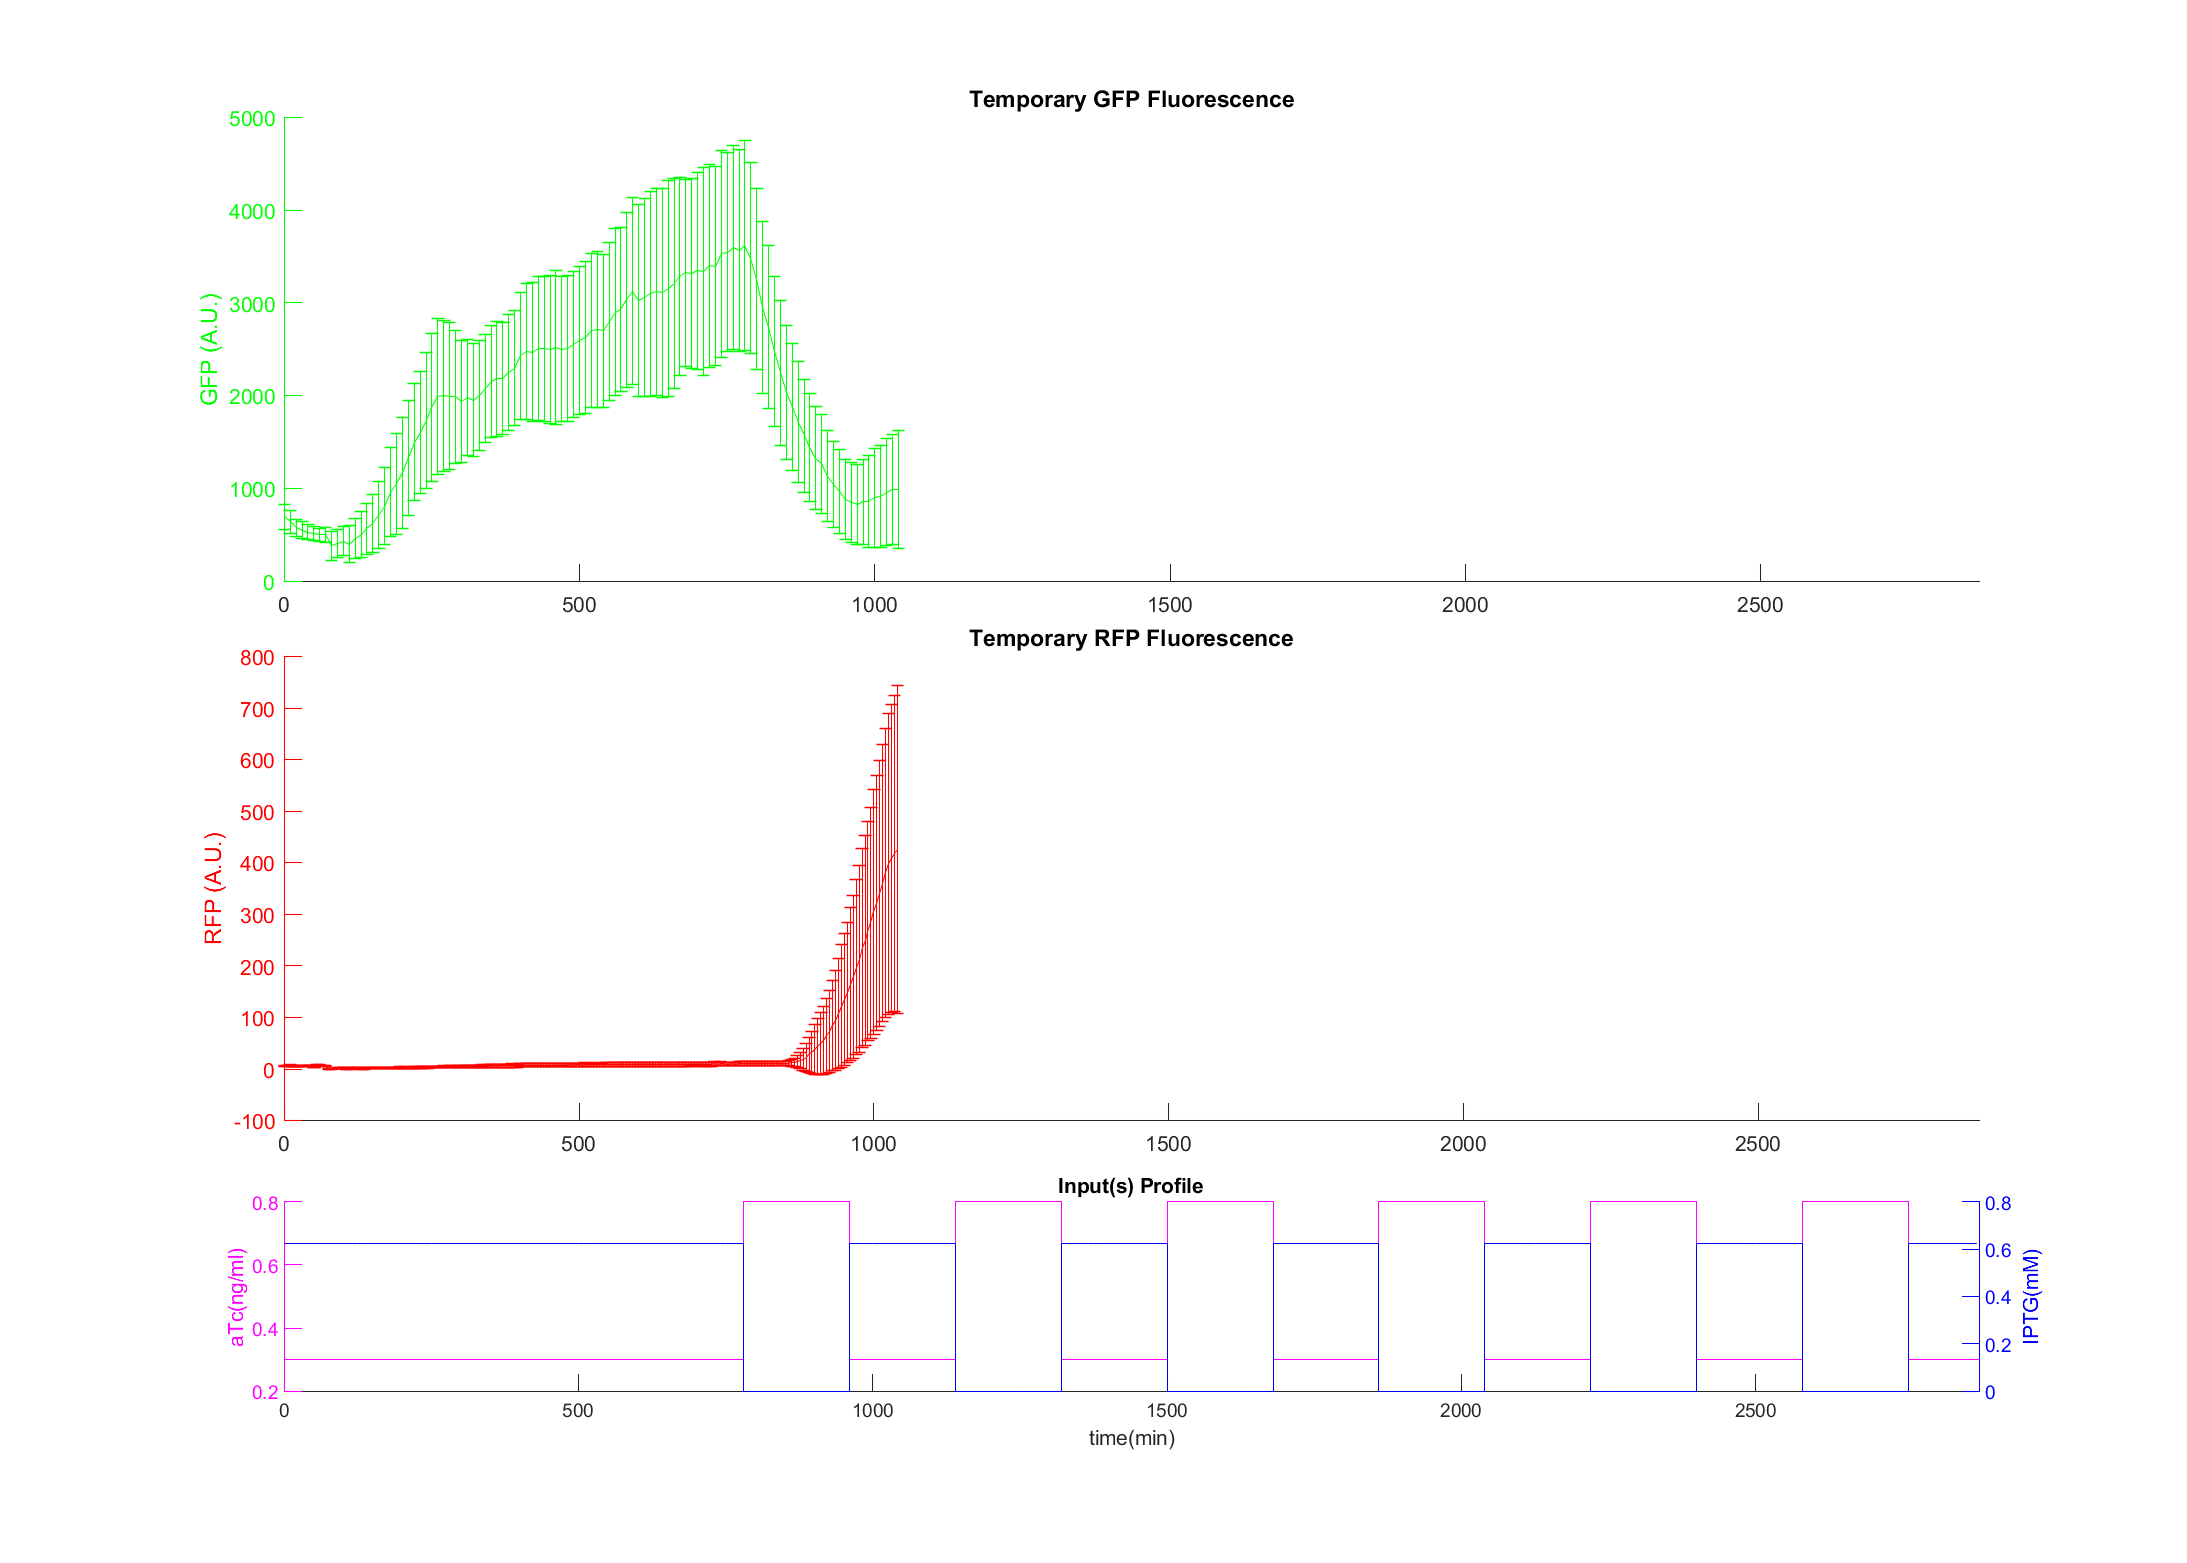 Temporary GFP Fluorescence
GFP (A.U.)
5000
4000
3000
2000
1000
0
0 500 1000 1500 2000 2500
Temporary RFP Fluorescence
RFP (A.U.)
800
700
600
500
400
300
200
100
0
-100
0 500 1000 1500 2000 2500
Input(s) Profile
aTc(ng/ml)
0.8
0.6
0.4
0.2
IPTG(mM)
0.8
0.6
0.4
0.2
0
0 500 1000 1500 2000 2500
time(min)